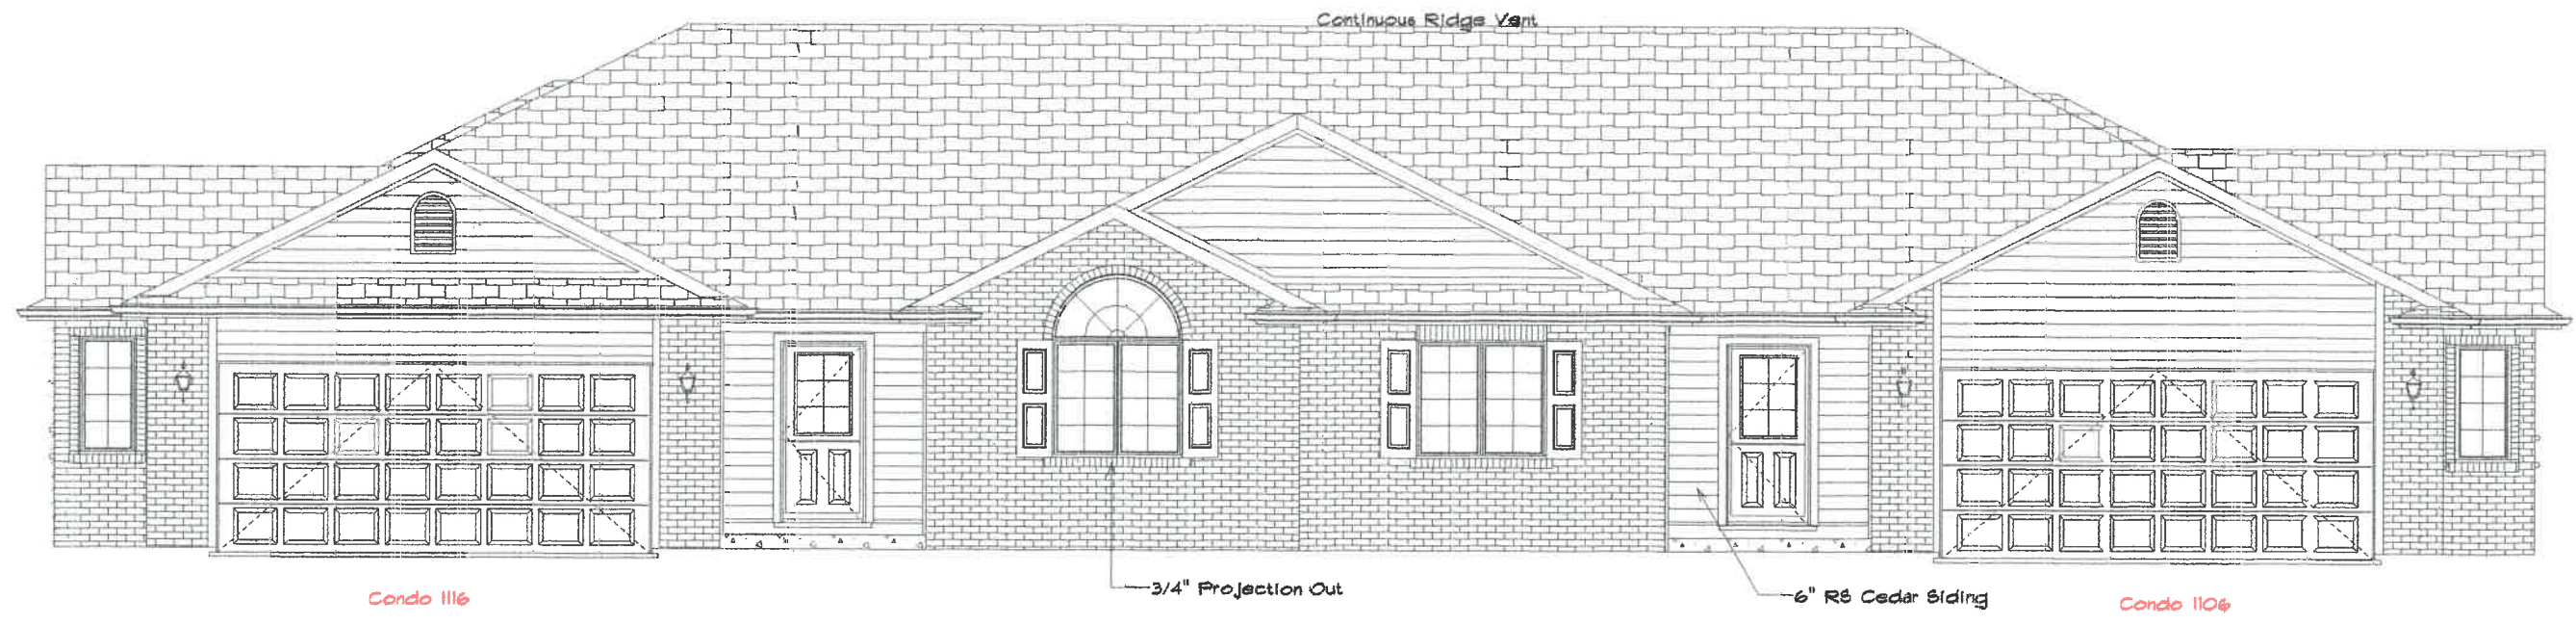 Continuous Ridge Vent
3/4" Projection Out
6" RS Cedar Siding
Condo 1116
Condo 1106